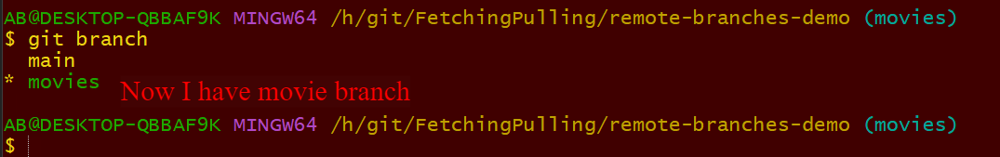 AB@DESKTOP-QBBAF9K MINGW64 /h/git/FetchingPulling/remote-branches-demo (movies)
$ git branch
  main
* movies
Now I have movie branch
AB@DESKTOP-QBBAF9K MINGW64 /h/git/FetchingPulling/remote-branches-demo (movies)
$